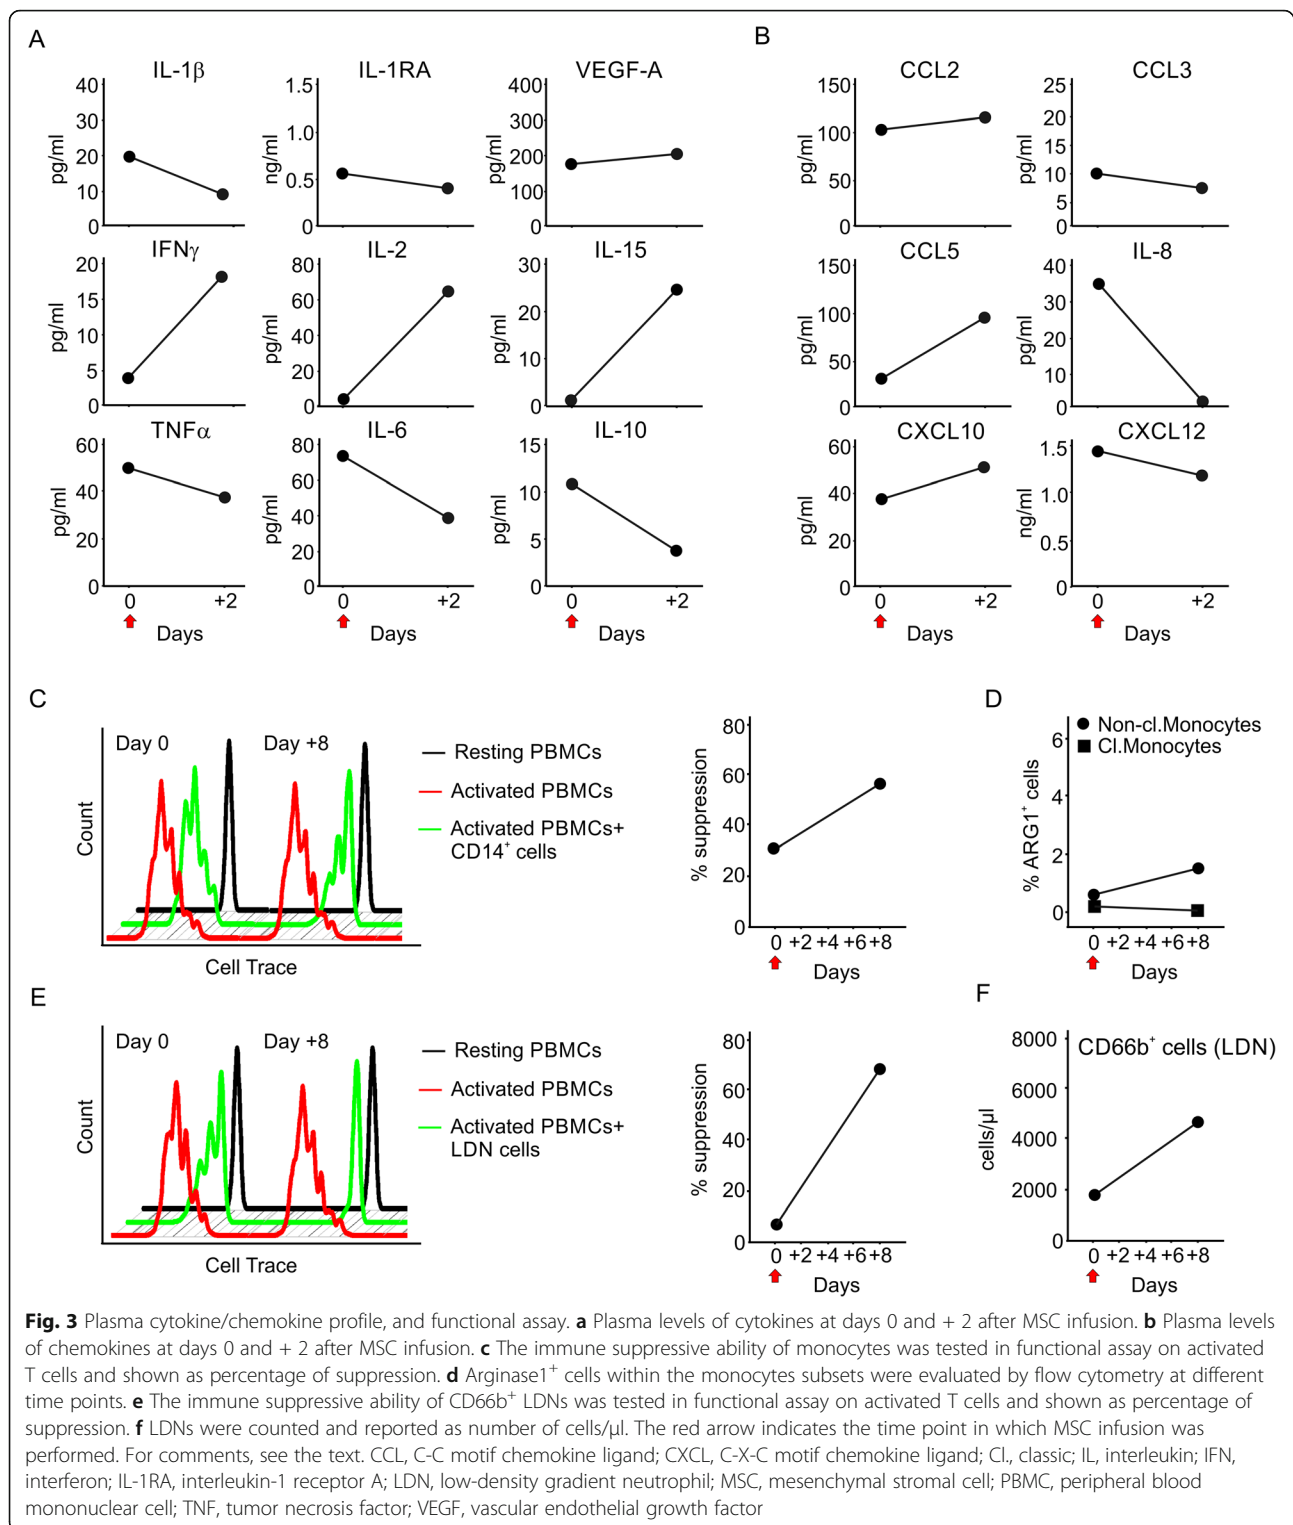 A
B
IL-1β
IL-1RA
VEGF-A
CCL2
CCL3
pg/ml
40
30
20
10
0
ng/ml
1.5
1.0
0.5
0
pg/ml
400
300
200
100
0
pg/ml
150
100
50
0
pg/ml
25
20
15
10
5
0
IFNγ
IL-2
IL-15
CCL5
IL-8
pg/ml
20
15
10
5
0
pg/ml
80
60
40
20
0
pg/ml
30
20
10
0
pg/ml
150
100
50
0
pg/ml
40
30
20
10
0
TNFα
IL-6
IL-10
CXCL10
CXCL12
pg/ml
60
40
20
0
pg/ml
80
60
40
20
0
pg/ml
15
10
5
0
pg/ml
60
40
20
0
ng/ml
1.5
1.0
0.5
0
0 +2
Days
0 +2
Days
0 +2
Days
0 +2
Days
0 +2
Days
C
Day 0
Day +8
Count
Cell Trace
Resting PBMCs
Activated PBMCs
Activated PBMCs+
CD14⁺ cells
% suppression
80
60
40
20
0
0 +2 +4 +6 +8
Days
D
Non-cl.Monocytes
Cl.Monocytes
% ARG1⁺ cells
6
4
2
0
0 +2 +4 +6 +8
Days
E
Day 0
Day +8
Count
Cell Trace
Resting PBMCs
Activated PBMCs
Activated PBMCs+
LDN cells
% suppression
80
60
40
20
0
0 +2 +4 +6 +8
Days
F
CD66b⁺ cells (LDN)
cells/µl
8000
6000
4000
2000
0
0 +2 +4 +6 +8
Days
Fig. 3 Plasma cytokine/chemokine profile, and functional assay. a Plasma levels of cytokines at days 0 and + 2 after MSC infusion. b Plasma levels
of chemokines at days 0 and + 2 after MSC infusion. c The immune suppressive ability of monocytes was tested in functional assay on activated
T cells and shown as percentage of suppression. d Arginase1⁺ cells within the monocytes subsets were evaluated by flow cytometry at different
time points. e The immune suppressive ability of CD66b⁺ LDNs was tested in functional assay on activated T cells and shown as percentage of
suppression. f LDNs were counted and reported as number of cells/µl. The red arrow indicates the time point in which MSC infusion was
performed. For comments, see the text. CCL, C-C motif chemokine ligand; CXCL, C-X-C motif chemokine ligand; Cl., classic; IL, interleukin; IFN,
interferon; IL-1RA, interleukin-1 receptor A; LDN, low-density gradient neutrophil; MSC, mesenchymal stromal cell; PBMC, peripheral blood
mononuclear cell; TNF, tumor necrosis factor; VEGF, vascular endothelial growth factor